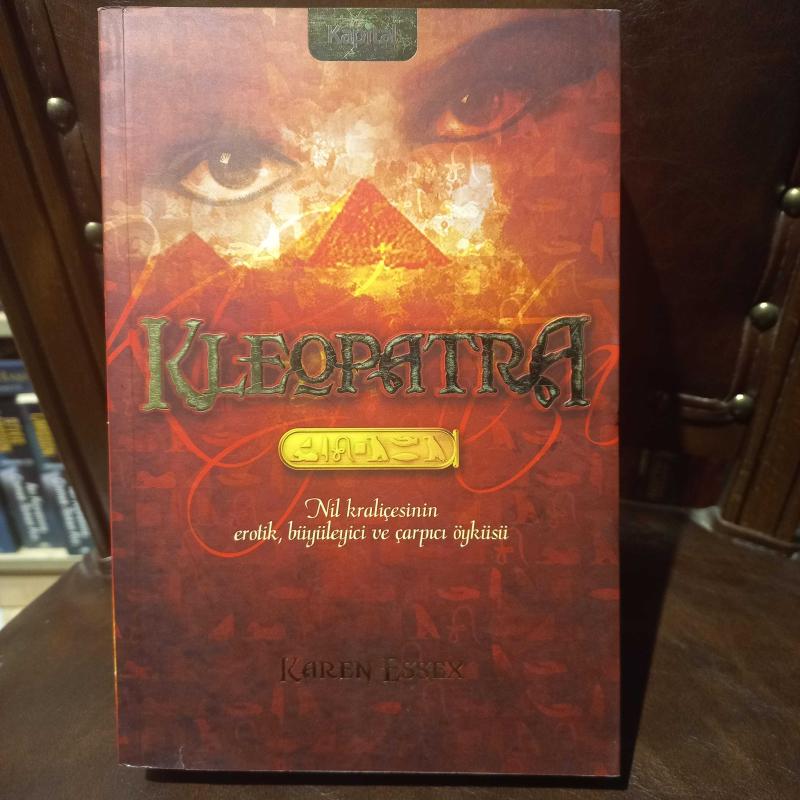 Kapital
KLEOPATRA
Nil kraliçesinin
erotik, büyüleyici ve çarpıcı öyküsü
KAREN ESSEX